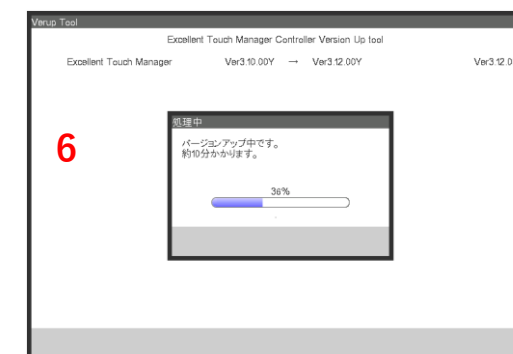 Verup Tool
Excellent Touch Manager Controller Version Up tool
Excellent Touch Manager Ver3.10.00Y → Ver3.12.00Y Ver3.12.0
6
処理中
バージョンアップ中です。
約10分かかります。
36%